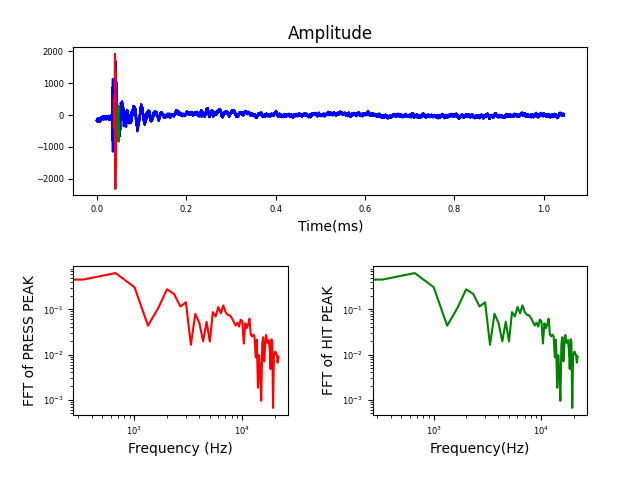 Amplitude
2000
1000
0
−1000
−2000
0.0 0.2 0.4 0.6 0.8 1.0
Time(ms)
FFT of PRESS PEAK
10⁻¹
10⁻²
10⁻³
10³ 10⁴
Frequency (Hz)
FFT of HIT PEAK
10⁻¹
10⁻²
10⁻³
10³ 10⁴
Frequency(Hz)